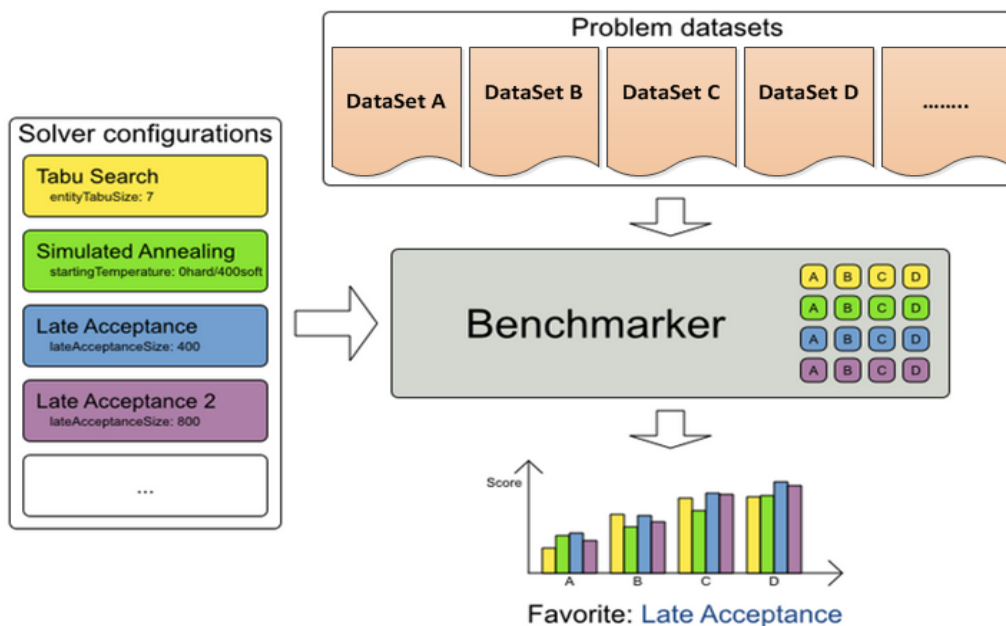 Problem datasets
DataSet A
DataSet B
DataSet C
DataSet D
........
Solver configurations
Tabu Search
entityTabuSize: 7
Simulated Annealing
startingTemperature: 0hard/400soft
Late Acceptance
lateAcceptanceSize: 400
Late Acceptance 2
lateAcceptanceSize: 800
...
Benchmarker
A B C D
A B C D
A B C D
A B C D
Score
A B C D
Favorite: Late Acceptance